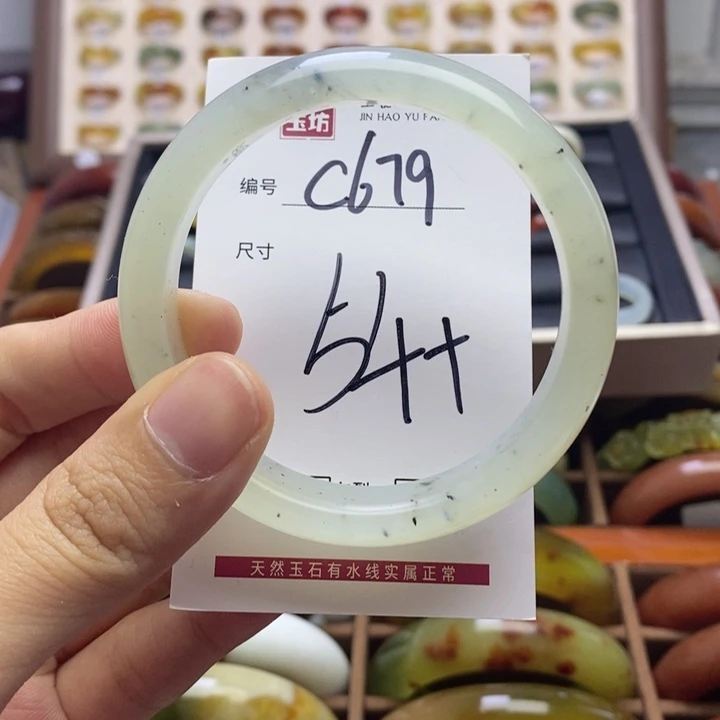 玉坊
JIN HAO YU FA
编号 C679
尺寸
54+
天然玉石有水线实属正常